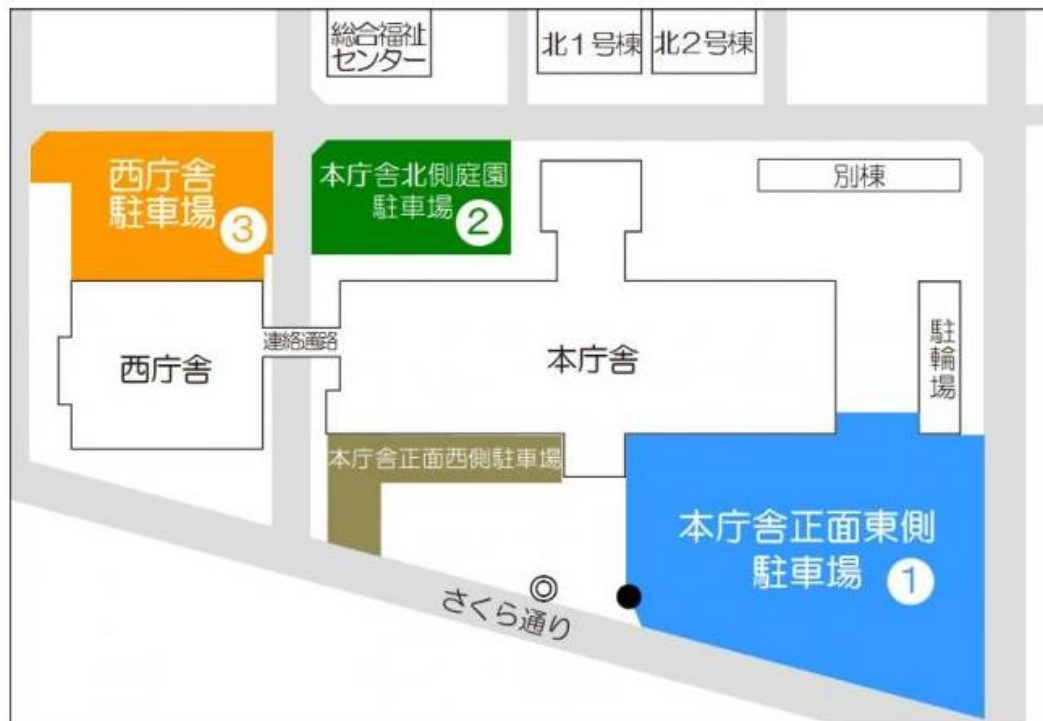 総合福祉
センター
北1号棟
北2号棟
西庁舎
駐車場
3
本庁舎北側庭園
駐車場
2
別棟
連絡通路
西庁舎
本庁舎
駐輪場
本庁舎正面西側駐車場
本庁舎正面東側
駐車場
1
さくら通り